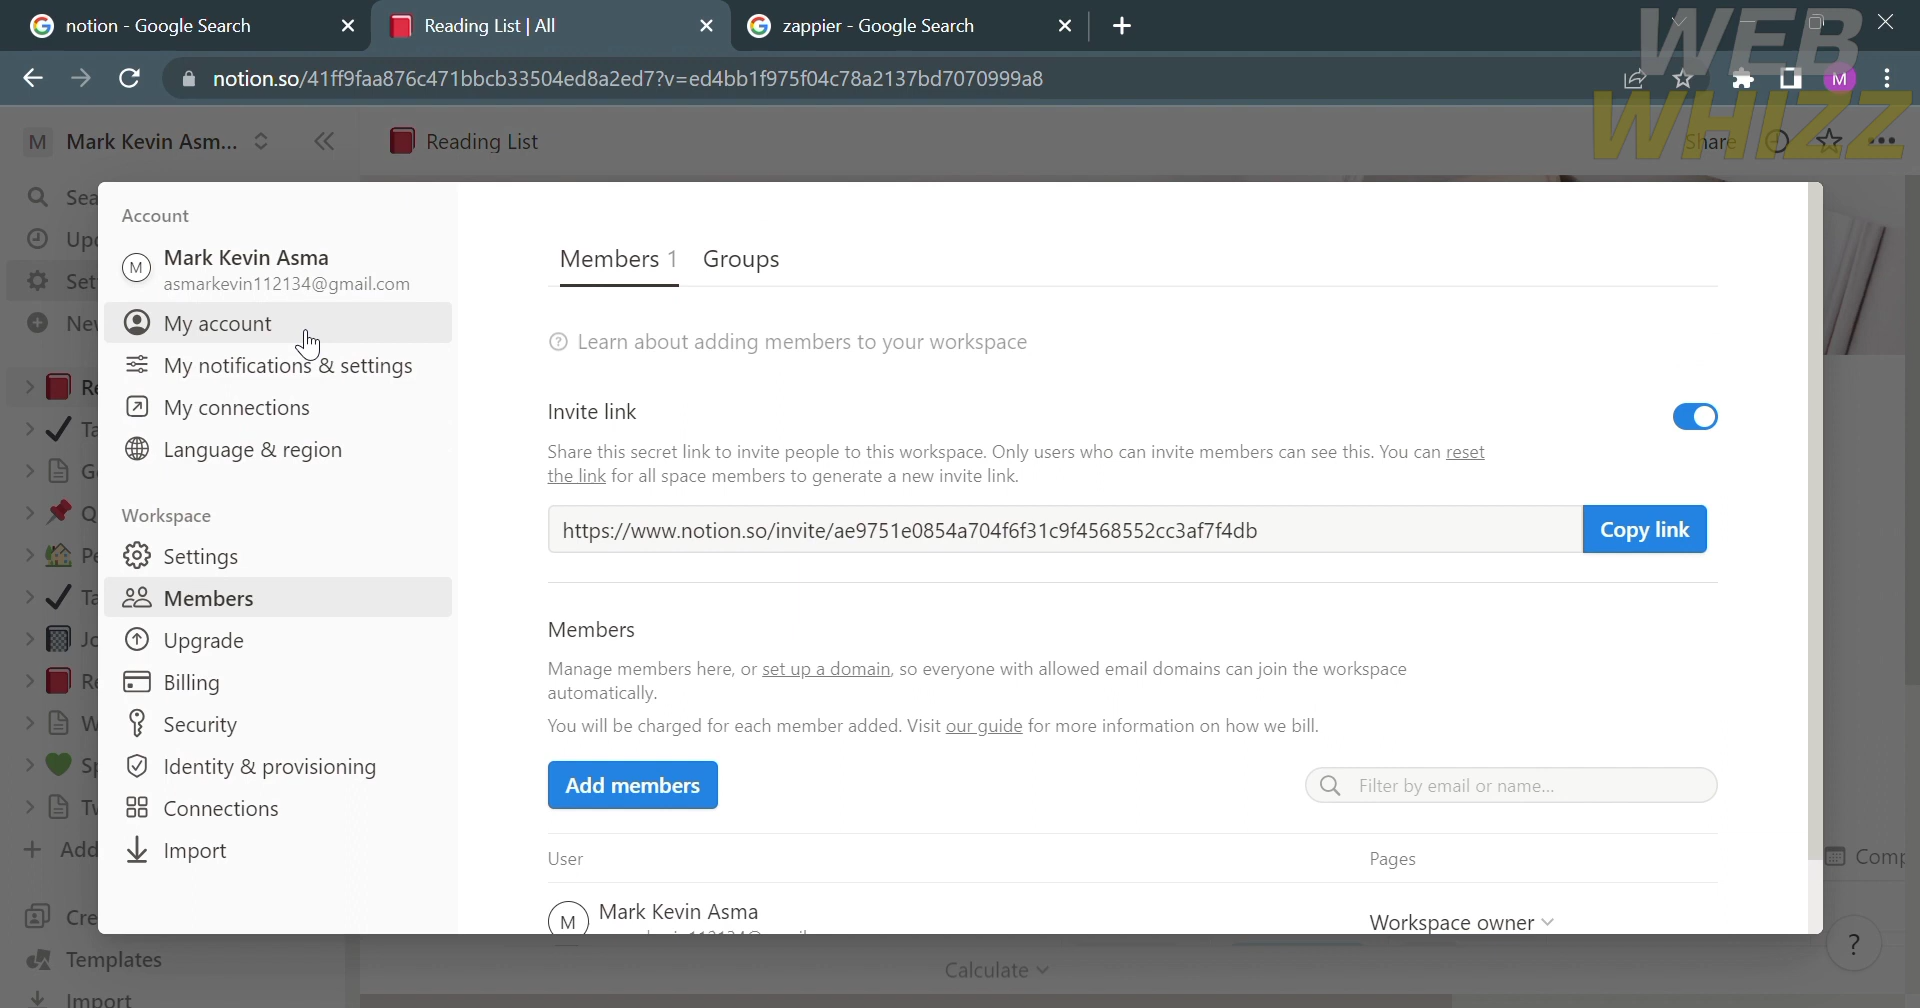 notion - Google Search
Reading List | All
zappier - Google Search
notion.so/41ff9faa876c471bbcb33504ed8a2ed7?v=ed4bb1f975f04c78a2137bd7070999a8
M
WEB
WHIZZ
M Mark Kevin Asm...
Reading List
Share
Account
M
Mark Kevin Asma
asmarkevin112134@gmail.com
My account
My notifications & settings
My connections
Language & region
Workspace
Settings
Members
Upgrade
Billing
Security
Identity & provisioning
Connections
Import
Members 1 Groups
Learn about adding members to your workspace
Invite link
Share this secret link to invite people to this workspace. Only users who can invite members can see this. You can reset
the link for all space members to generate a new invite link.
https://www.notion.so/invite/ae9751e0854a704f6f31c9f4568552cc3af7f4db
Copy link
Members
Manage members here, or set up a domain, so everyone with allowed email domains can join the workspace
automatically.
You will be charged for each member added. Visit our guide for more information on how we bill.
Add members
Filter by email or name...
User Pages
M Mark Kevin Asma
Workspace owner
Add
Templates
Import
Calculate
Comp
?